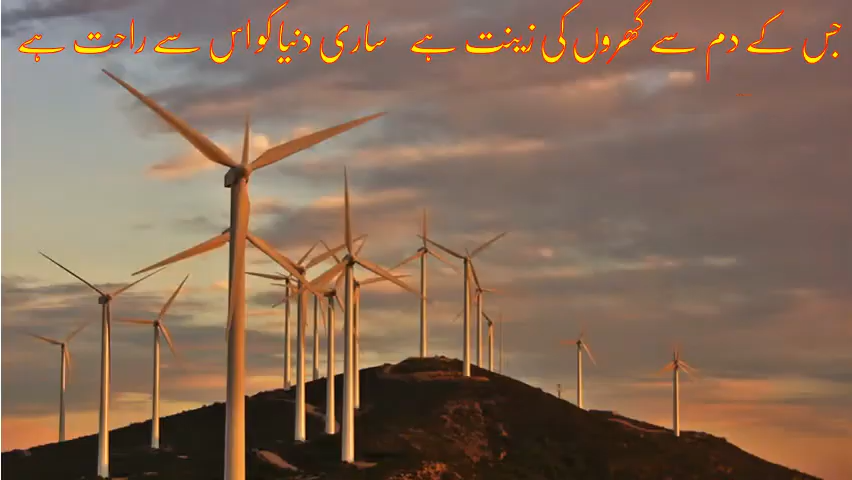 جس کے دم سے گھروں کی زینت ہے ساری دنیا کو اس سے راحت ہے